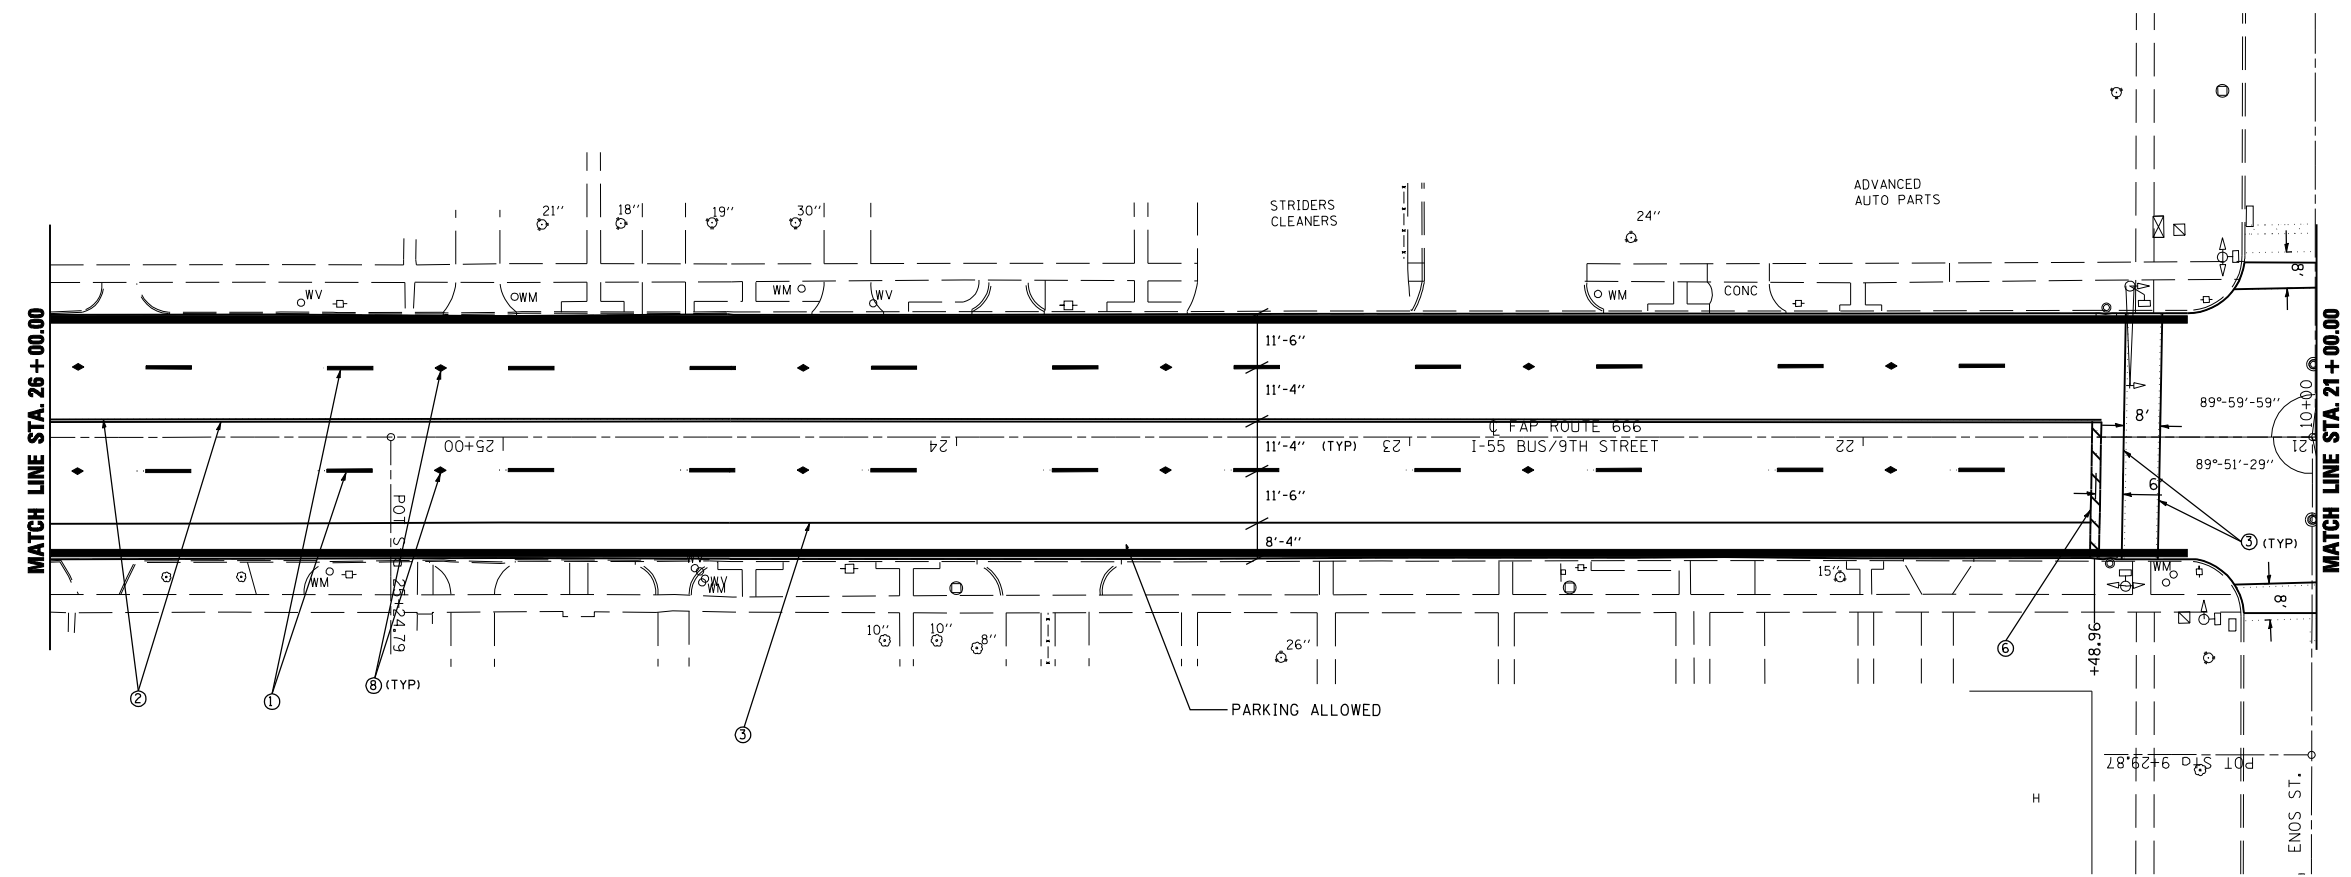 ADVANCED
AUTO PARTS
STRIDERS
CLEANERS
21''
18''
19''
30''
24''
WV
WM
WM
WV
WM
CONC
8'
MATCH LINE STA. 26+00.00
MATCH LINE STA. 21+00.00
11'-6''
11'-4''
11'-4'' (TYP)
11'-6''
8'-4''
25+00
24
23
22
21
10+00
℄ FAP ROUTE 666
I-55 BUS/9TH STREET
89°-59'-59''
89°-51'-29''
8'
6'
POT Sta 25+24.79
3 (TYP)
WM
WV
WV
WM
15''
WM
8'
10''
10''
8''
26''
6
+48.96
2
1
8 (TYP)
3
PARKING ALLOWED
POT Sta 9+29.87
H
ENOS ST.